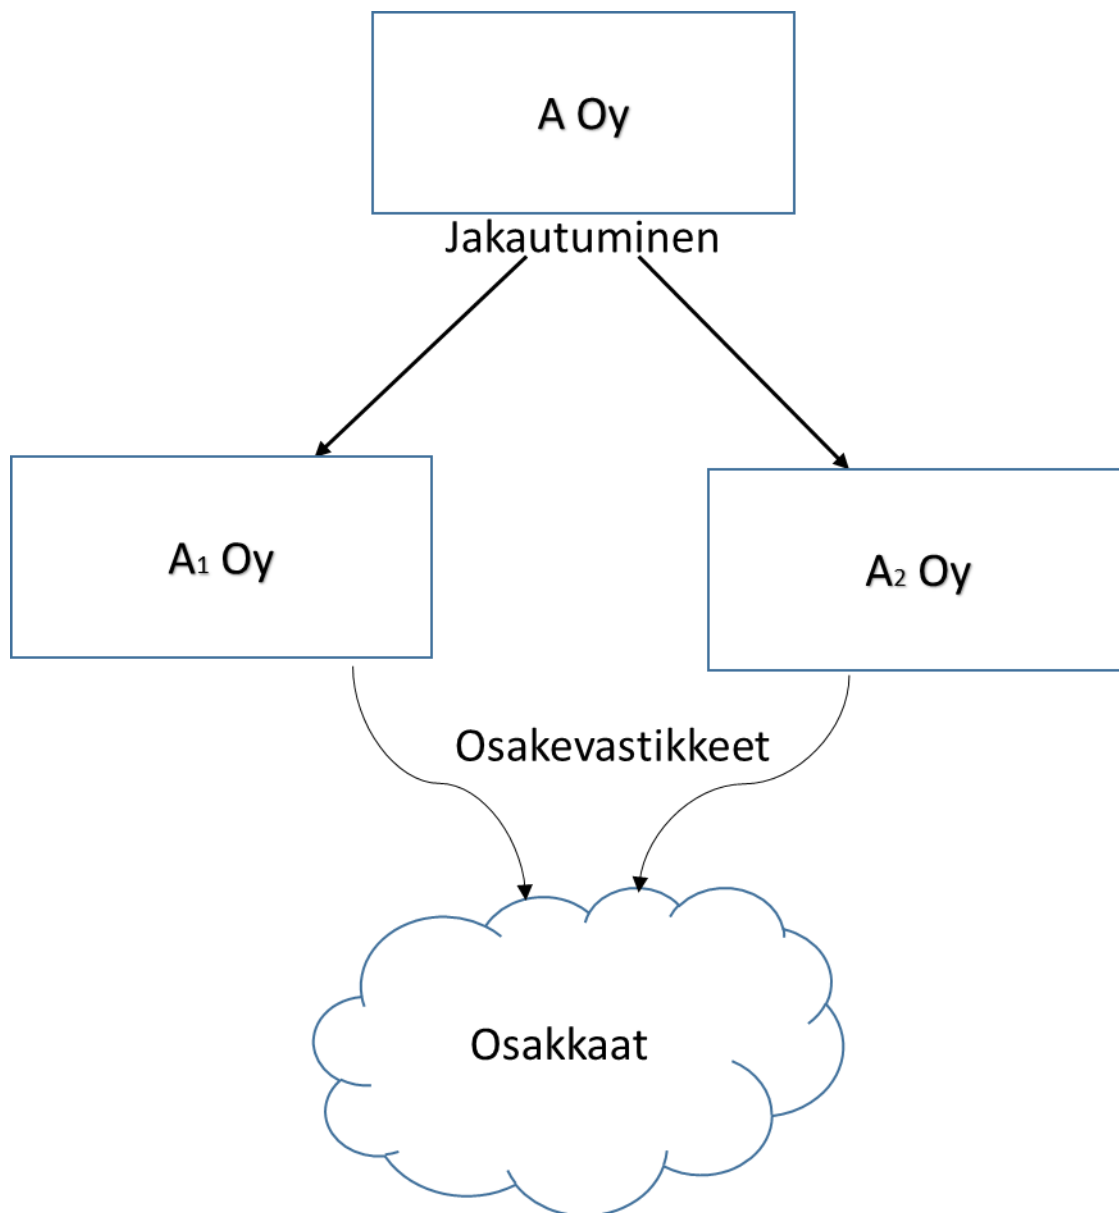 A Oy
Jakautuminen
A₁ Oy
A₂ Oy
Osakevastikkeet
Osakkaat